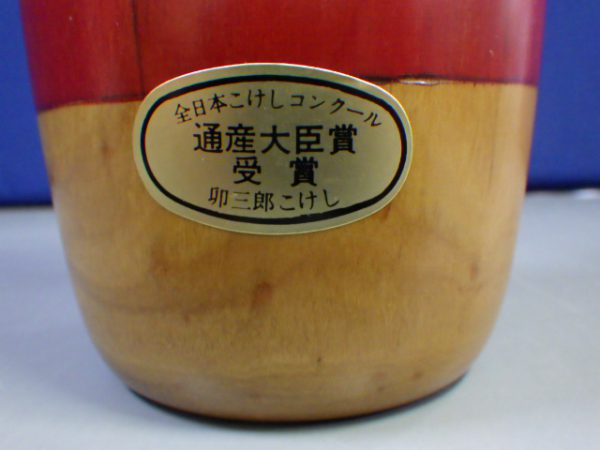 全日本こけしコンクール
通産大臣賞
受賞
卯三郎こけし